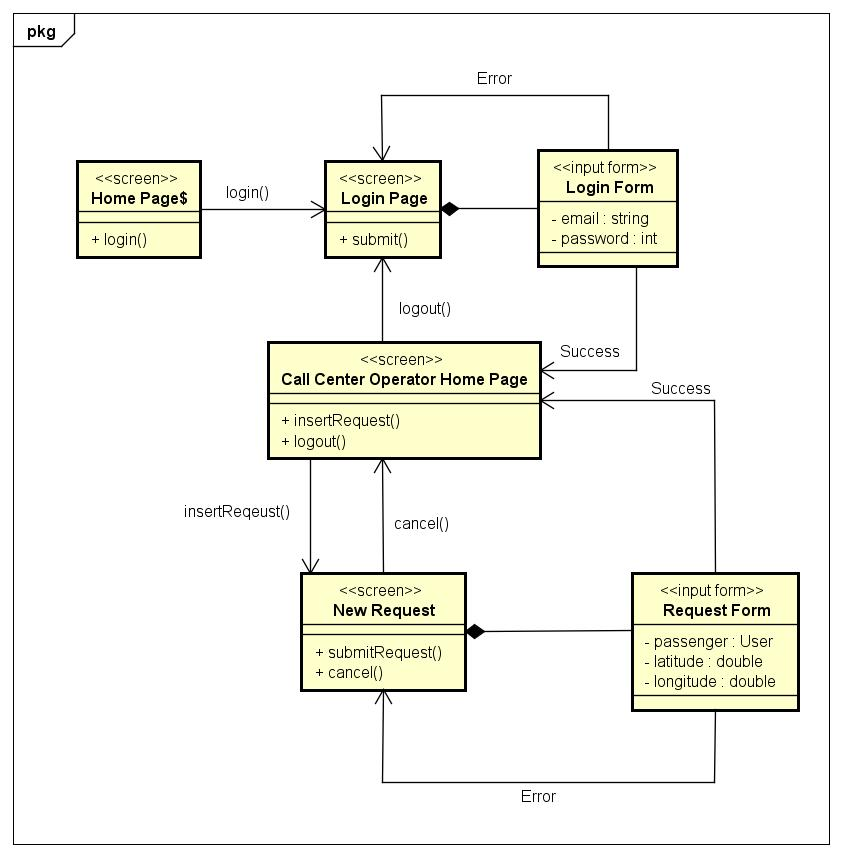 pkg
Error
<<screen>>
Home Page$
+ login()
login()
<<screen>>
Login Page
+ submit()
<<input form>>
Login Form
- email : string
- password : int
logout()
Success
<<screen>>
Call Center Operator Home Page
+ insertRequest()
+ logout()
Success
insertReqeust()
cancel()
<<screen>>
New Request
+ submitRequest()
+ cancel()
<<input form>>
Request Form
- passenger : User
- latitude : double
- longitude : double
Error